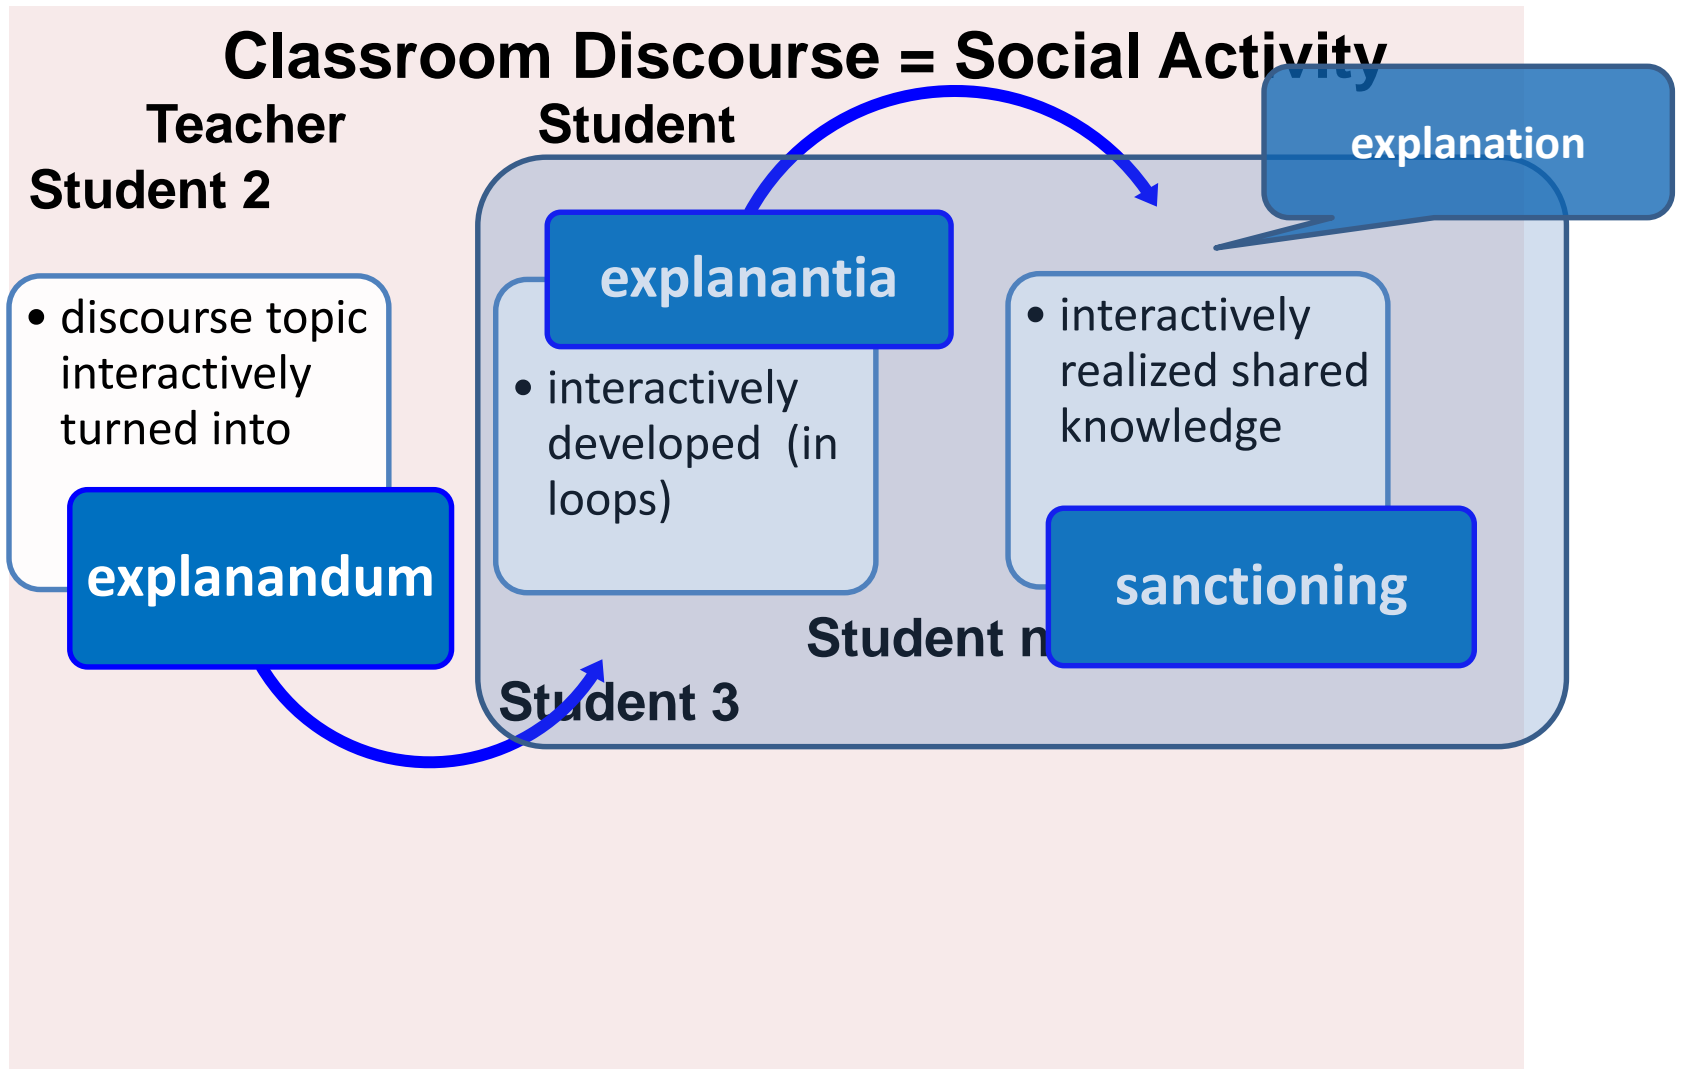 Classroom Discourse = Social Activity
Teacher
Student
Student 2
explanation
explanantia
• discourse topic
interactively
turned into
explanandum
• interactively
developed (in
loops)
• interactively
realized shared
knowledge
sanctioning
Student n
Student 3